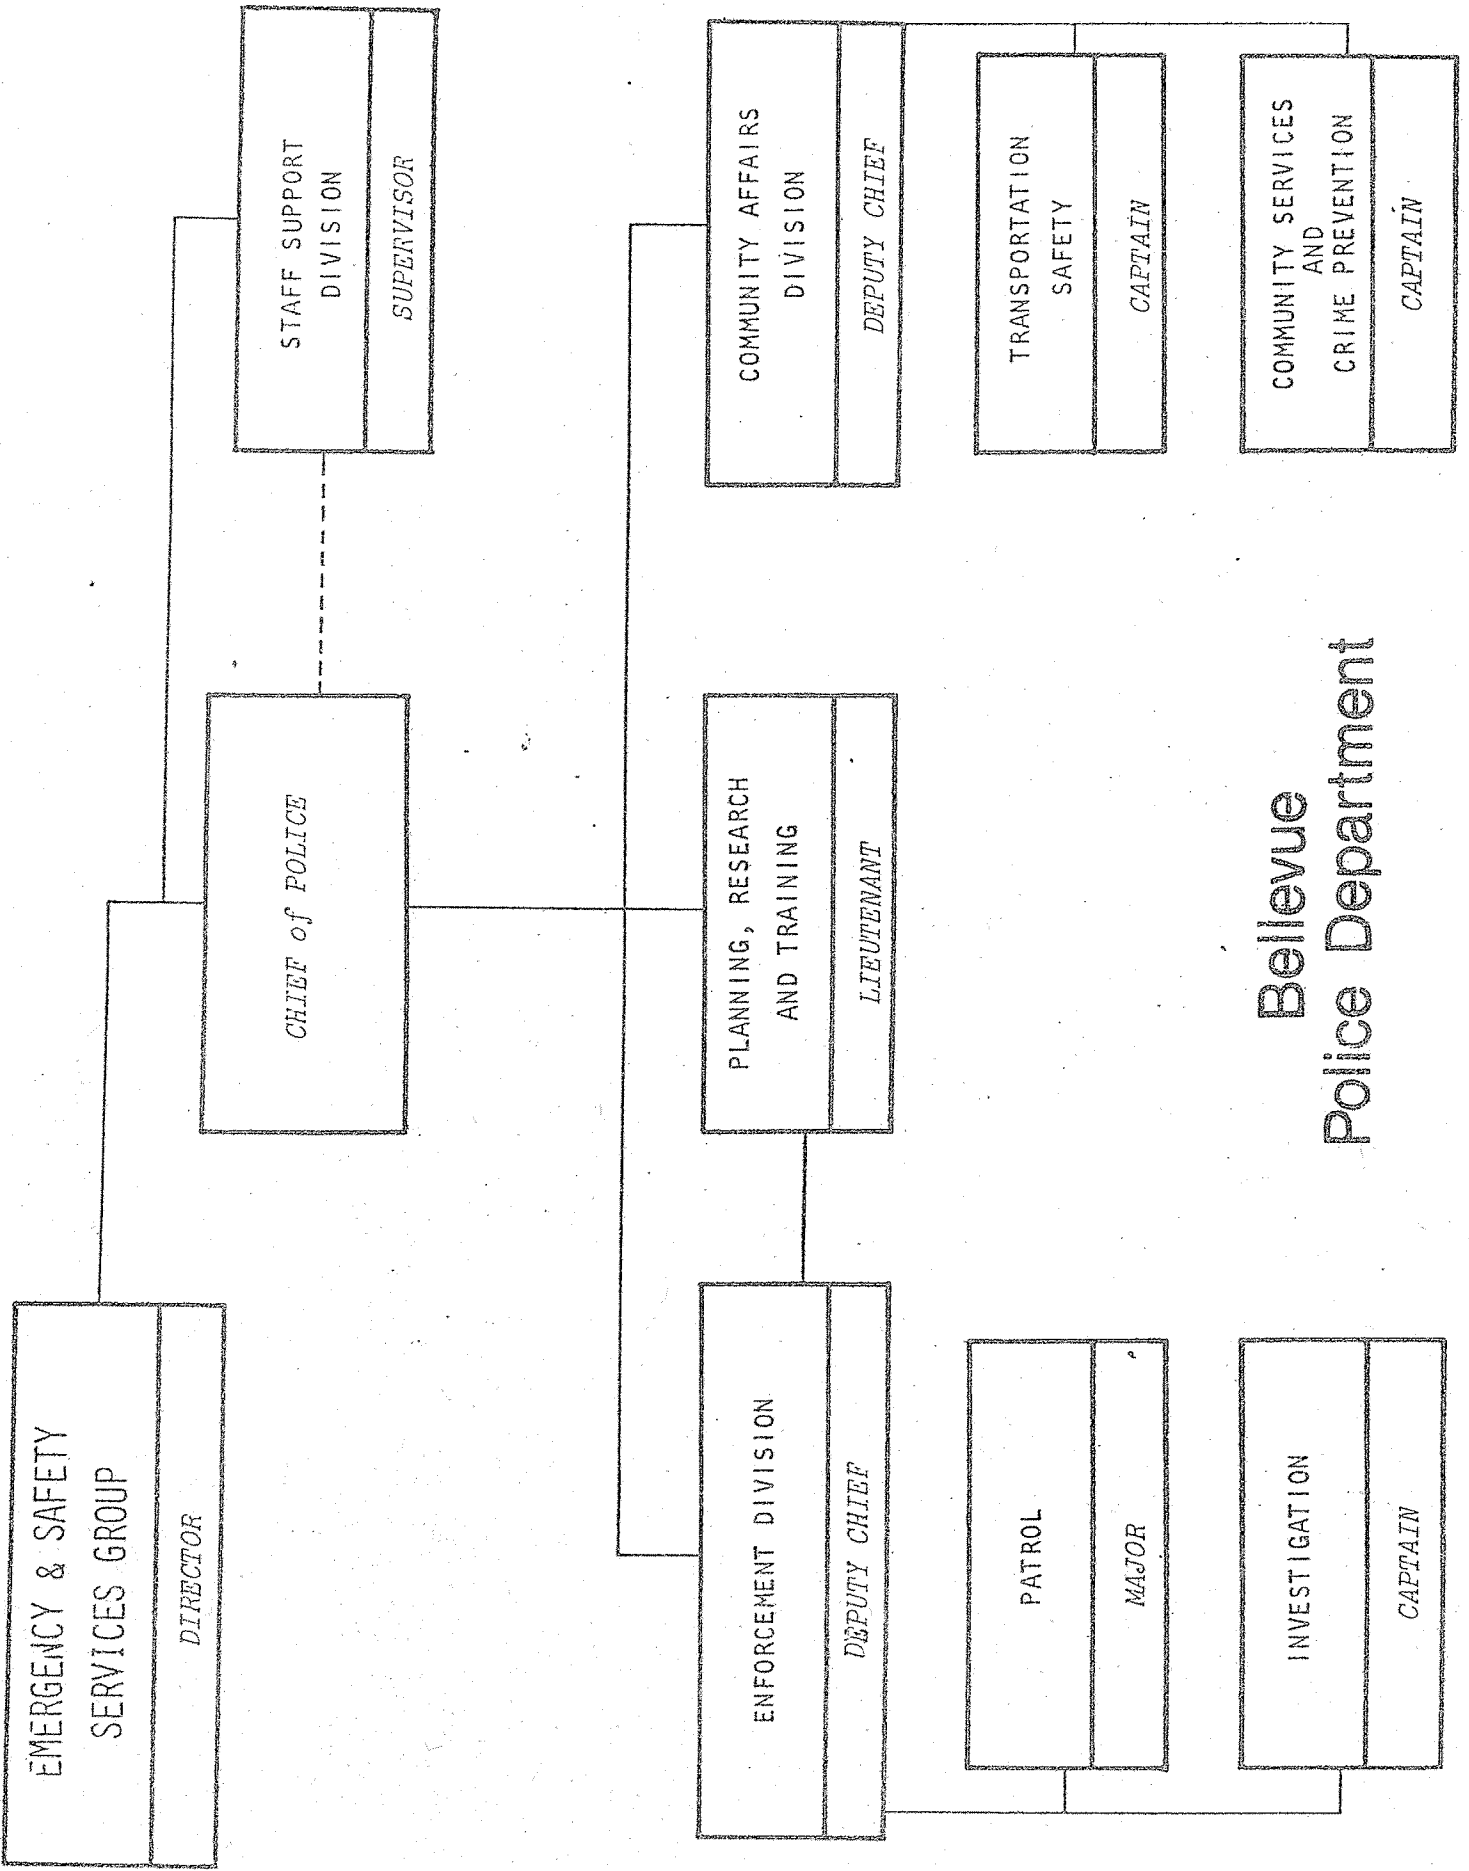 EMERGENCY & SAFETY
SERVICES GROUP
DIRECTOR
CHIEF of POLICE
STAFF SUPPORT
DIVISION
SUPERVISOR
ENFORCEMENT DIVISION
DEPUTY CHIEF
PLANNING, RESEARCH
AND TRAINING
LIEUTENANT
COMMUNITY AFFAIRS
DIVISION
DEPUTY CHIEF
PATROL
MAJOR
TRANSPORTATION
SAFETY
CAPTAIN
INVESTIGATION
CAPTAIN
COMMUNITY SERVICES
AND
CRIME PREVENTION
CAPTAIN
Bellevue
Police Department